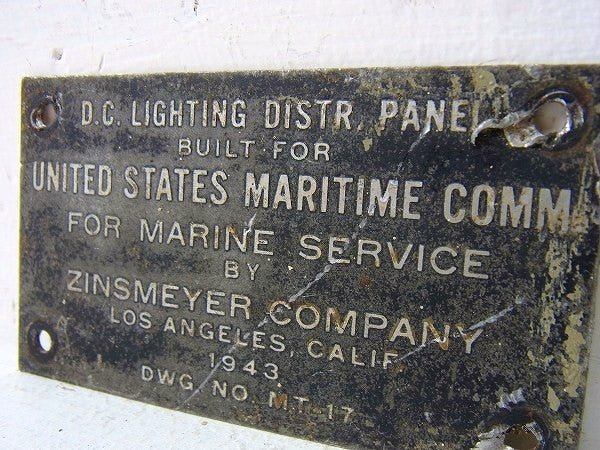 D.C. LIGHTING DISTR. PANEL
BUILT FOR
UNITED STATES MARITIME COMM.
FOR MARINE SERVICE
BY
ZINSMEYER COMPANY
LOS ANGELES, CALIF.
1943
DWG. NO. MT-17